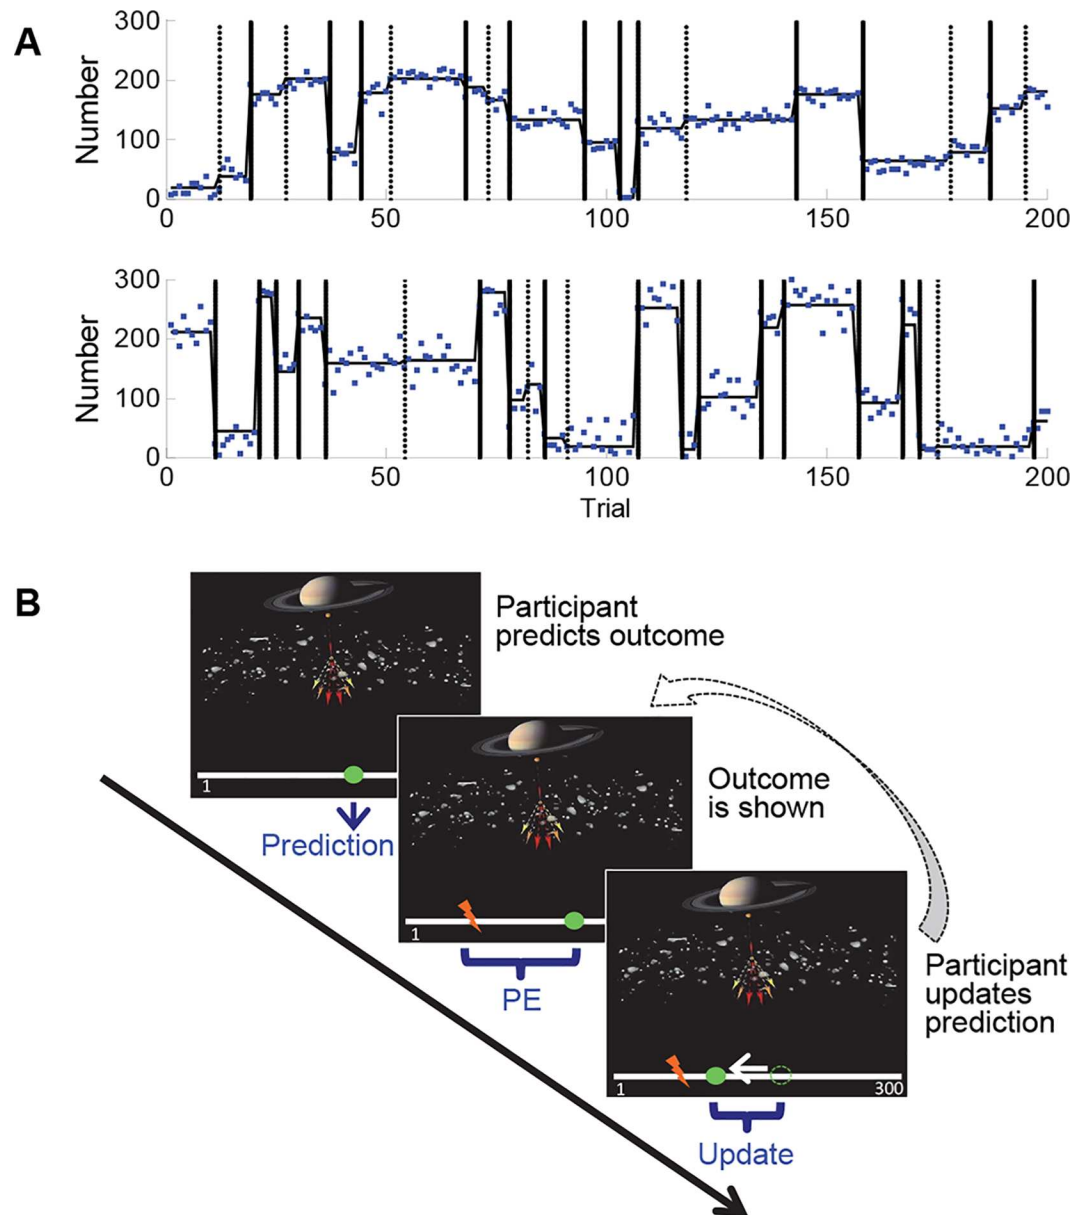 A
Number
300
200
100
0
0 50 100 150 200
Number
300
200
100
0
0 50 100 150 200
Trial
B
Participant
predicts outcome
1
Prediction
Outcome
is shown
1
PE
Participant
updates
prediction
1 300
Update